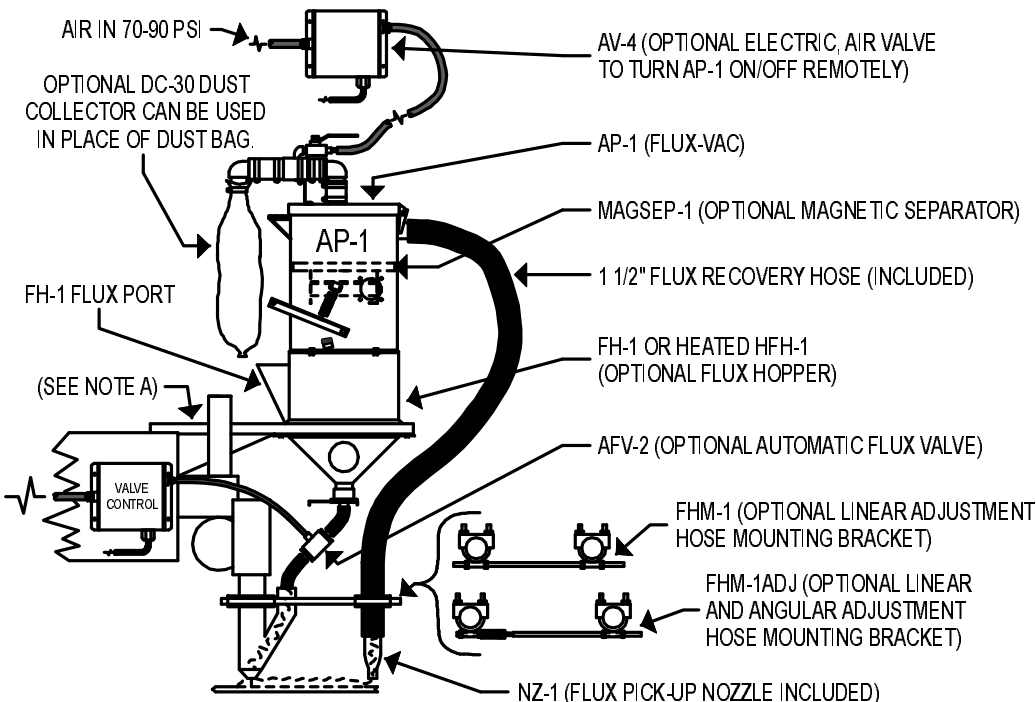 AIR IN 70-90 PSI
AV-4 (OPTIONAL ELECTRIC, AIR VALVE
TO TURN AP-1 ON/OFF REMOTELY)
OPTIONAL DC-30 DUST
COLLECTOR CAN BE USED
IN PLACE OF DUST BAG.
AP-1 (FLUX-VAC)
MAGSEP-1 (OPTIONAL MAGNETIC SEPARATOR)
AP-1
1 1/2" FLUX RECOVERY HOSE (INCLUDED)
FH-1 FLUX PORT
FH-1 OR HEATED HFH-1
(OPTIONAL FLUX HOPPER)
(SEE NOTE A)
AFV-2 (OPTIONAL AUTOMATIC FLUX VALVE)
VALVE
CONTROL
FHM-1 (OPTIONAL LINEAR ADJUSTMENT
HOSE MOUNTING BRACKET)
FHM-1ADJ (OPTIONAL LINEAR
AND ANGULAR ADJUSTMENT
HOSE MOUNTING BRACKET)
NZ-1 (FLUX PICK-UP NOZZLE INCLUDED)